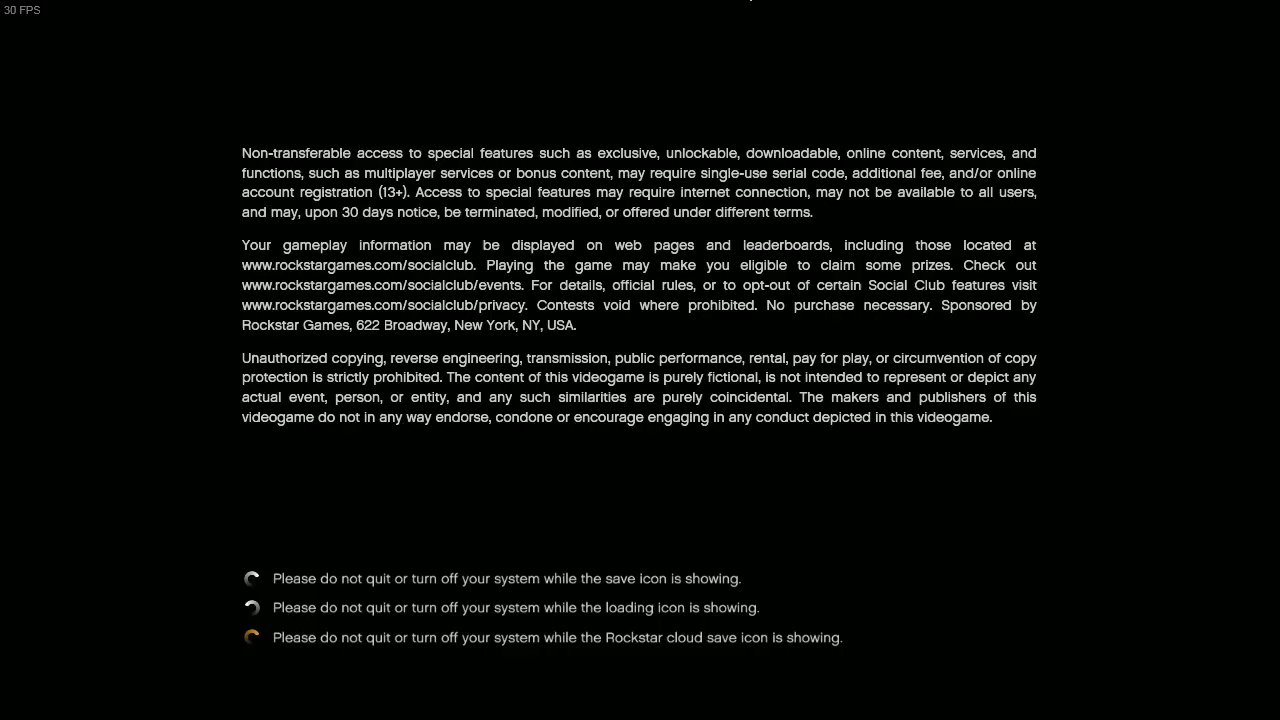 30 FPS
Non-transferable access to special features such as exclusive, unlockable, downloadable, online content, services, and
functions, such as multiplayer services or bonus content, may require single-use serial code, additional fee, and/or online
account registration (13+). Access to special features may require internet connection, may not be available to all users,
and may, upon 30 days notice, be terminated, modified, or offered under different terms.
Your gameplay information may be displayed on web pages and leaderboards, including those located at
www.rockstargames.com/socialclub. Playing the game may make you eligible to claim some prizes. Check out
www.rockstargames.com/socialclub/events. For details, official rules, or to opt-out of certain Social Club features visit
www.rockstargames.com/socialclub/privacy. Contests void where prohibited. No purchase necessary. Sponsored by
Rockstar Games, 622 Broadway, New York, NY, USA.
Unauthorized copying, reverse engineering, transmission, public performance, rental, pay for play, or circumvention of copy
protection is strictly prohibited. The content of this videogame is purely fictional, is not intended to represent or depict any
actual event, person, or entity, and any such similarities are purely coincidental. The makers and publishers of this
videogame do not in any way endorse, condone or encourage engaging in any conduct depicted in this videogame.
Please do not quit or turn off your system while the save icon is showing.
Please do not quit or turn off your system while the loading icon is showing.
Please do not quit or turn off your system while the Rockstar cloud save icon is showing.